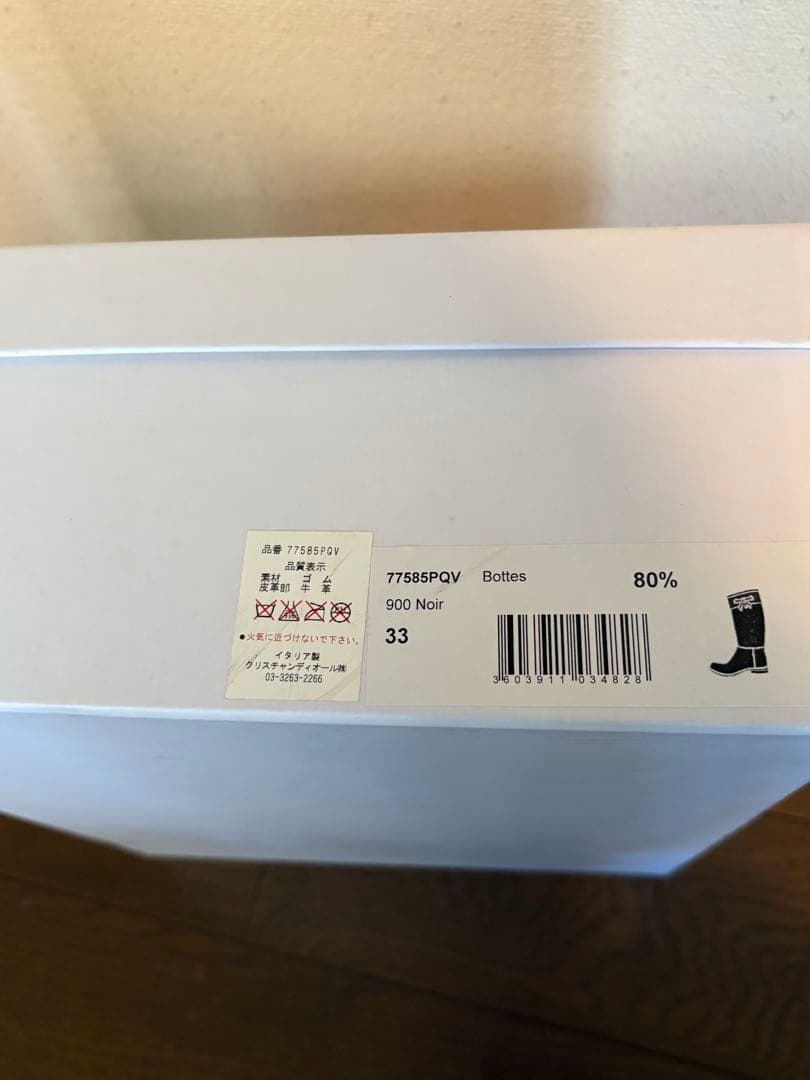 品番 77585PQV
品質表示
素材 ゴム
皮革部 牛革
●火気に近づけないで下さい。
イタリア製
クリスチャンディオール㈱
03-3263-2266
77585PQV Bottes 80%
900 Noir
33
3603911034828